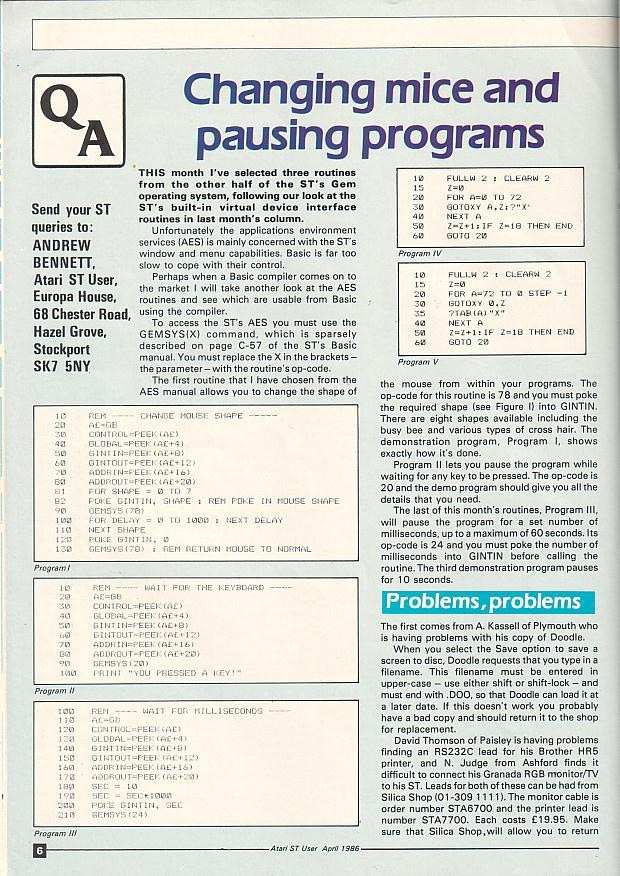 Q
A
Changing mice and
pausing programs
Send your ST
queries to:
ANDREW
BENNETT,
Atari ST User,
Europa House,
68 Chester Road,
Hazel Grove,
Stockport
SK7 5NY
THIS month I've selected three routines
from the other half of the ST's Gem
operating system, following our look at the
ST's built-in virtual device interface
routines in last month's column.
Unfortunately the applications environment
services (AES) is mainly concerned with the ST's
window and menu capabilities. Basic is far too
slow to cope with their control.
Perhaps when a Basic compiler comes on to
the market I will take another look at the AES
routines and see which are usable from Basic
using the compiler.
To access the ST's AES you must use the
GEMSYS(X) command, which is sparsely
described on page C-57 of the ST's Basic
manual. You must replace the X in the brackets –
the parameter – with the routine's op-code.
The first routine that I have chosen from the
AES manual allows you to change the shape of
10 REM ---- CHANGE MOUSE SHAPE -----
20 A£=GB
30 CONTROL=PEEK(A£)
40 GLOBAL=PEEK(A£+4)
50 GINTIN=PEEK(A£+8)
60 GINTOUT=PEEK(A£+12)
70 ADDRIN=PEEK(A£+16)
80 ADDROUT=PEEK(A£+20)
81 FOR SHAPE = 0 TO 7
82 POKE GINTIN, SHAPE : REM POKE IN MOUSE SHAPE
90 GEMSYS(78)
100 FOR DELAY = 0 TO 1000 : NEXT DELAY
110 NEXT SHAPE
120 POKE GINTIN, 0
130 GEMSYS(78) : REM RETURN MOUSE TO NORMAL
Program I
10 REM ---- WAIT FOR THE KEYBOARD ----
20 A£=GB
30 CONTROL=PEEK(A£)
40 GLOBAL=PEEK(A£+4)
50 GINTIN=PEEK(A£+8)
60 GINTOUT=PEEK(A£+12)
70 ADDRIN=PEEK(A£+16)
80 ADDROUT=PEEK(A£+20)
90 GEMSYS(20)
100 PRINT "YOU PRESSED A KEY!"
Program II
100 REM ---- WAIT FOR MILLISECONDS ----
110 A£=GB
120 CONTROL=PEEK(A£)
130 GLOBAL=PEEK(A£+4)
140 GINTIN=PEEK(A£+8)
150 GINTOUT=PEEK(A£+12)
160 ADDRIN=PEEK(A£+16)
170 ADDROUT=PEEK(A£+20)
180 SEC = 10
190 SEC = SEC*1000
200 POKE GINTIN, SEC
210 GEMSYS(24)
Program III
10 FULLW 2 : CLEARW 2
15 Z=0
20 FOR A=0 TO 72
30 GOTOXY A,Z:?"X"
40 NEXT A
50 Z=Z+1:IF Z=18 THEN END
60 GOTO 20
Program IV
10 FULLW 2 : CLEARW 2
15 Z=0
20 FOR A=72 TO 0 STEP -1
30 GOTOXY 0,Z
35 ?TAB(A)"X"
40 NEXT A
50 Z=Z+1:IF Z=18 THEN END
60 GOTO 20
Program V
the mouse from within your programs. The
op-code for this routine is 78 and you must poke
the required shape (see Figure I) into GINTIN.
There are eight shapes available including the
busy bee and various types of cross hair. The
demonstration program, Program I, shows
exactly how it's done.
Program II lets you pause the program while
waiting for any key to be pressed. The op-code is
20 and the demo program should give you all the
details that you need.
The last of this month's routines, Program III,
will pause the program for a set number of
milliseconds, up to a maximum of 60 seconds. Its
op-code is 24 and you must poke the number of
milliseconds into GINTIN before calling the
routine. The third demonstration program pauses
for 10 seconds.
Problems, problems
The first comes from A. Kassell of Plymouth who
is having problems with his copy of Doodle.
When you select the Save option to save a
screen to disc, Doodle requests that you type in a
filename. This filename must be entered in
upper-case – use either shift or shift-lock – and
must end with .DOO, so that Doodle can load it at
a later date. If this doesn't work you probably
have a bad copy and should return it to the shop
for replacement.
David Thomson of Paisley is having problems
finding an RS232C lead for his Brother HR5
printer, and N. Judge from Ashford finds it
difficult to connect his Granada RGB monitor/TV
to his ST. Leads for both of these can be had from
Silica Shop (01-309 1111). The monitor cable is
order number STA6700 and the printer lead is
number STA7700. Each costs £19.95. Make
sure that Silica Shop, will allow you to return
6
Atari ST User April 1986